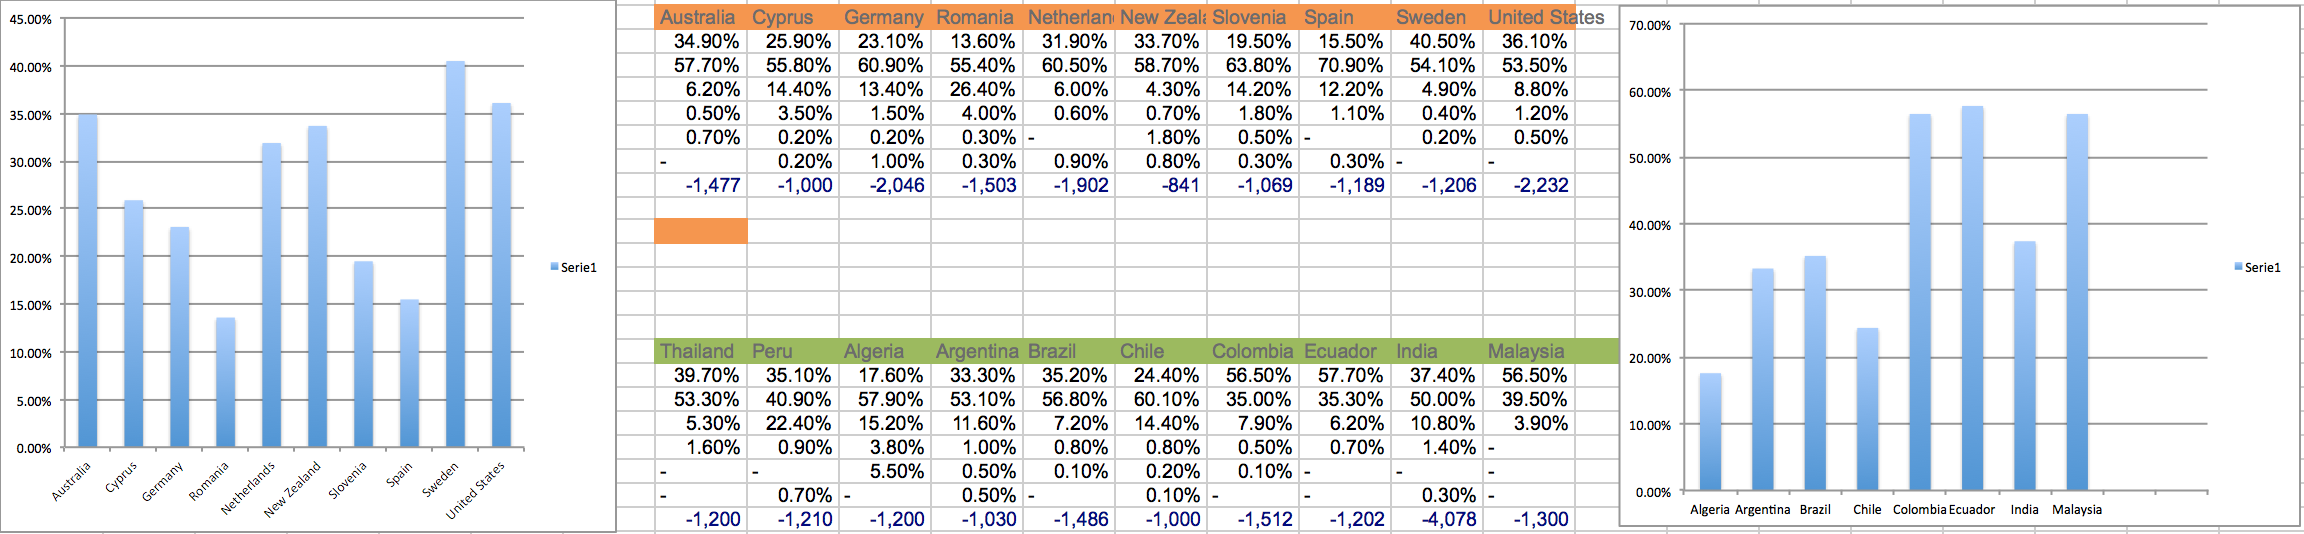 45.00%
40.00%
35.00%
30.00%
25.00%
20.00%
15.00%
10.00%
5.00%
0.00%
Australia Cyprus Germany Romania Netherlands New Zealand Slovenia Spain Sweden United States
Serie1
Australia Cyprus Germany Romania Netherlan New Zeal Slovenia Spain Sweden United States
34.90% 25.90% 23.10% 13.60% 31.90% 33.70% 19.50% 15.50% 40.50% 36.10%
57.70% 55.80% 60.90% 55.40% 60.50% 58.70% 63.80% 70.90% 54.10% 53.50%
6.20% 14.40% 13.40% 26.40% 6.00% 4.30% 14.20% 12.20% 4.90% 8.80%
0.50% 3.50% 1.50% 4.00% 0.60% 0.70% 1.80% 1.10% 0.40% 1.20%
0.70% 0.20% 0.20% 0.30% - 1.80% 0.50% - 0.20% 0.50%
- 0.20% 1.00% 0.30% 0.90% 0.80% 0.30% 0.30% - -
-1,477 -1,000 -2,046 -1,503 -1,902 -841 -1,069 -1,189 -1,206 -2,232
Thailand Peru Algeria Argentina Brazil Chile Colombia Ecuador India Malaysia
39.70% 35.10% 17.60% 33.30% 35.20% 24.40% 56.50% 57.70% 37.40% 56.50%
53.30% 40.90% 57.90% 53.10% 56.80% 60.10% 35.00% 35.30% 50.00% 39.50%
5.30% 22.40% 15.20% 11.60% 7.20% 14.40% 7.90% 6.20% 10.80% 3.90%
1.60% 0.90% 3.80% 1.00% 0.80% 0.80% 0.50% 0.70% 1.40% -
- - 5.50% 0.50% 0.10% 0.20% 0.10% - - -
- 0.70% - 0.50% - 0.10% - - 0.30% -
-1,200 -1,210 -1,200 -1,030 -1,486 -1,000 -1,512 -1,202 -4,078 -1,300
70.00%
60.00%
50.00%
40.00%
30.00%
20.00%
10.00%
0.00%
Algeria Argentina Brazil Chile Colombia Ecuador India Malaysia
Serie1